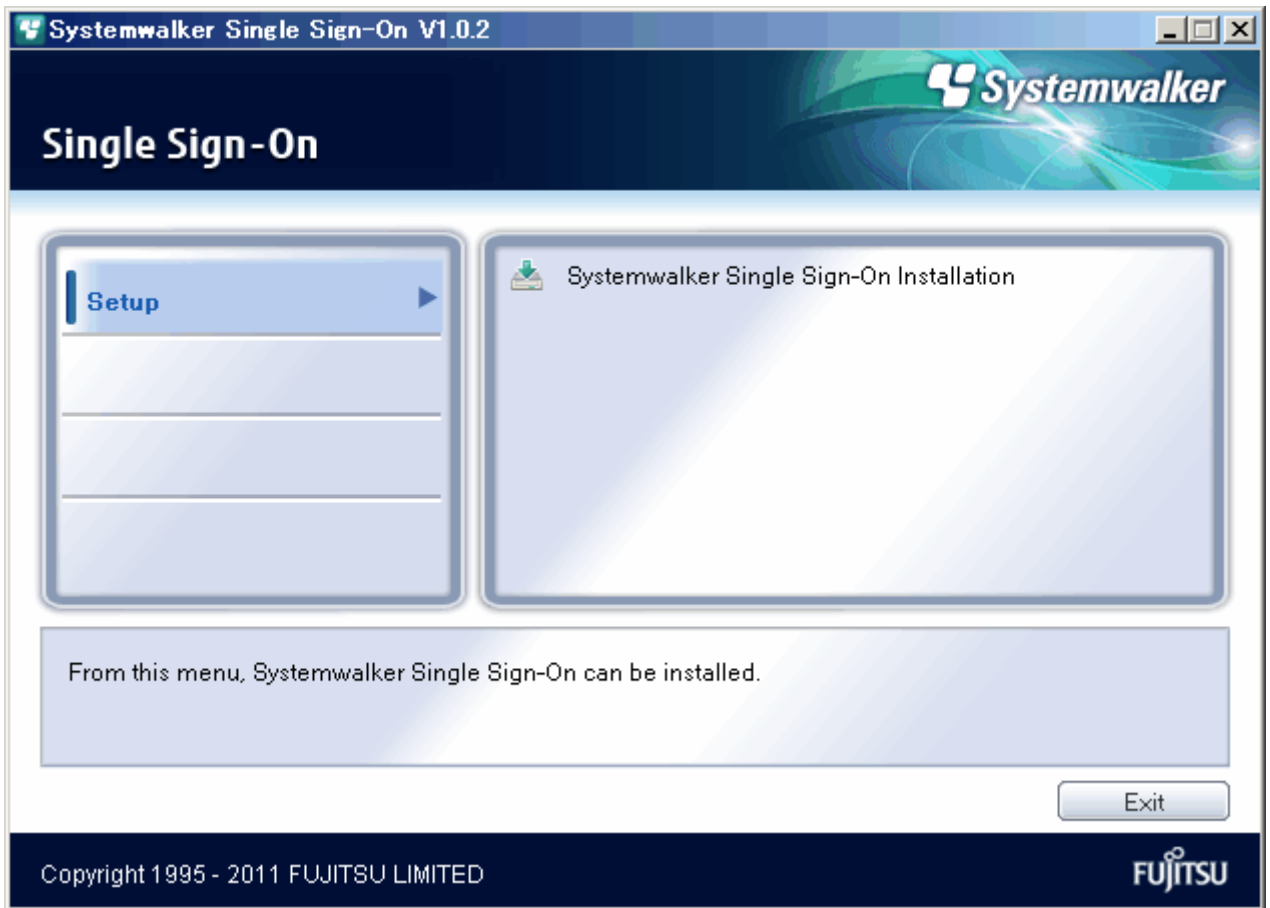 Systemwalker Single Sign-On V1.0.2
Systemwalker
Single Sign-On
Setup
Systemwalker Single Sign-On Installation
From this menu, Systemwalker Single Sign-On can be installed.
Exit
Copyright 1995 - 2011 FUJITSU LIMITED
FUJITSU